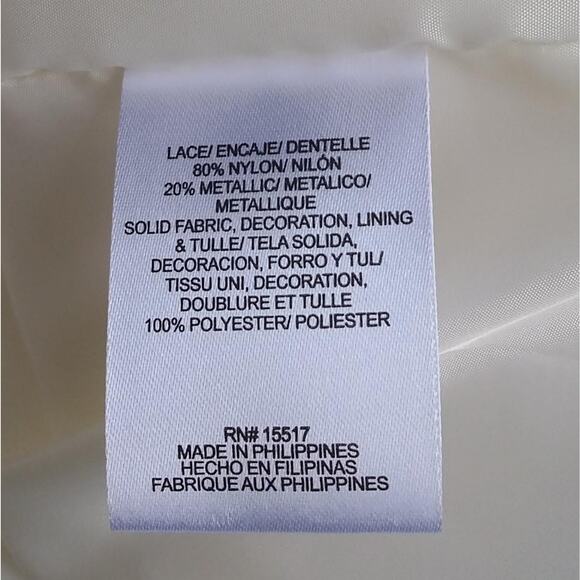 LACE/ ENCAJE/ DENTELLE
80% NYLON/ NILÓN
20% METALLIC/ METALICO/
METALLIQUE
SOLID FABRIC, DECORATION, LINING
& TULLE/ TELA SOLIDA,
DECORACION, FORRO Y TUL/
TISSU UNI, DECORATION,
DOUBLURE ET TULLE
100% POLYESTER/ POLIESTER
RN# 15517
MADE IN PHILIPPINES
HECHO EN FILIPINAS
FABRIQUE AUX PHILIPPINES